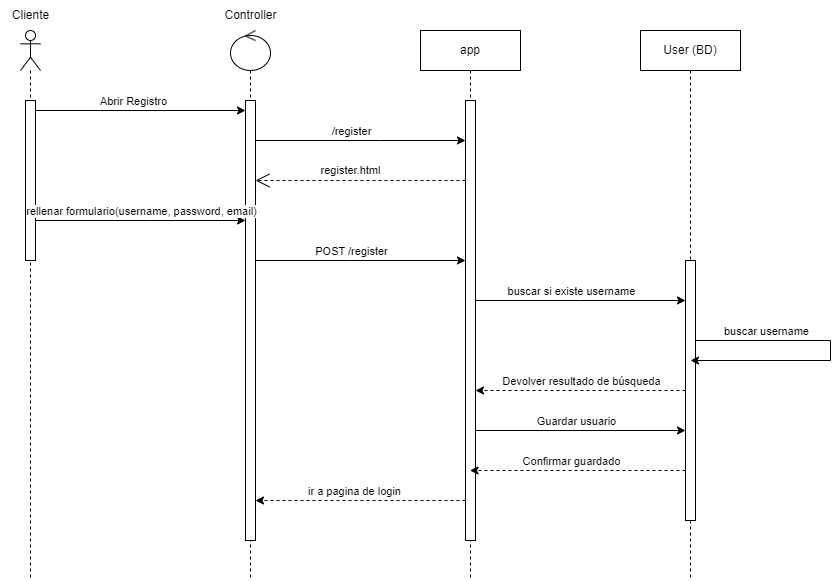 Cliente
Controller
app
User (BD)
Abrir Registro
/register
register.html
rellenar formulario(username, password, email)
POST /register
buscar si existe username
buscar username
Devolver resultado de búsqueda
Guardar usuario
Confirmar guardado
ir a pagina de login